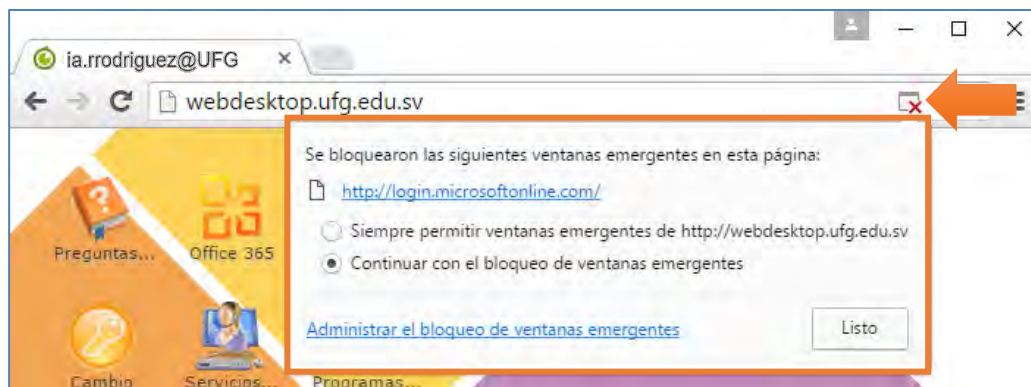 ia.rrodriguez@UFG
webdesktop.ufg.edu.sv
Se bloquearon las siguientes ventanas emergentes en esta página:
http://login.microsoftonline.com/
Siempre permitir ventanas emergentes de http://webdesktop.ufg.edu.sv
Continuar con el bloqueo de ventanas emergentes
Administrar el bloqueo de ventanas emergentes
Listo
Preguntas...
Office 365
Cambio
Servicios...
Programas...